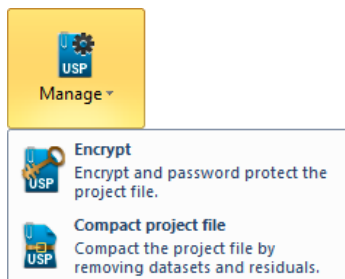 USP
Manage
USP
Encrypt
Encrypt and password protect the
project file.
USP
Compact project file
Compact the project file by
removing datasets and residuals.